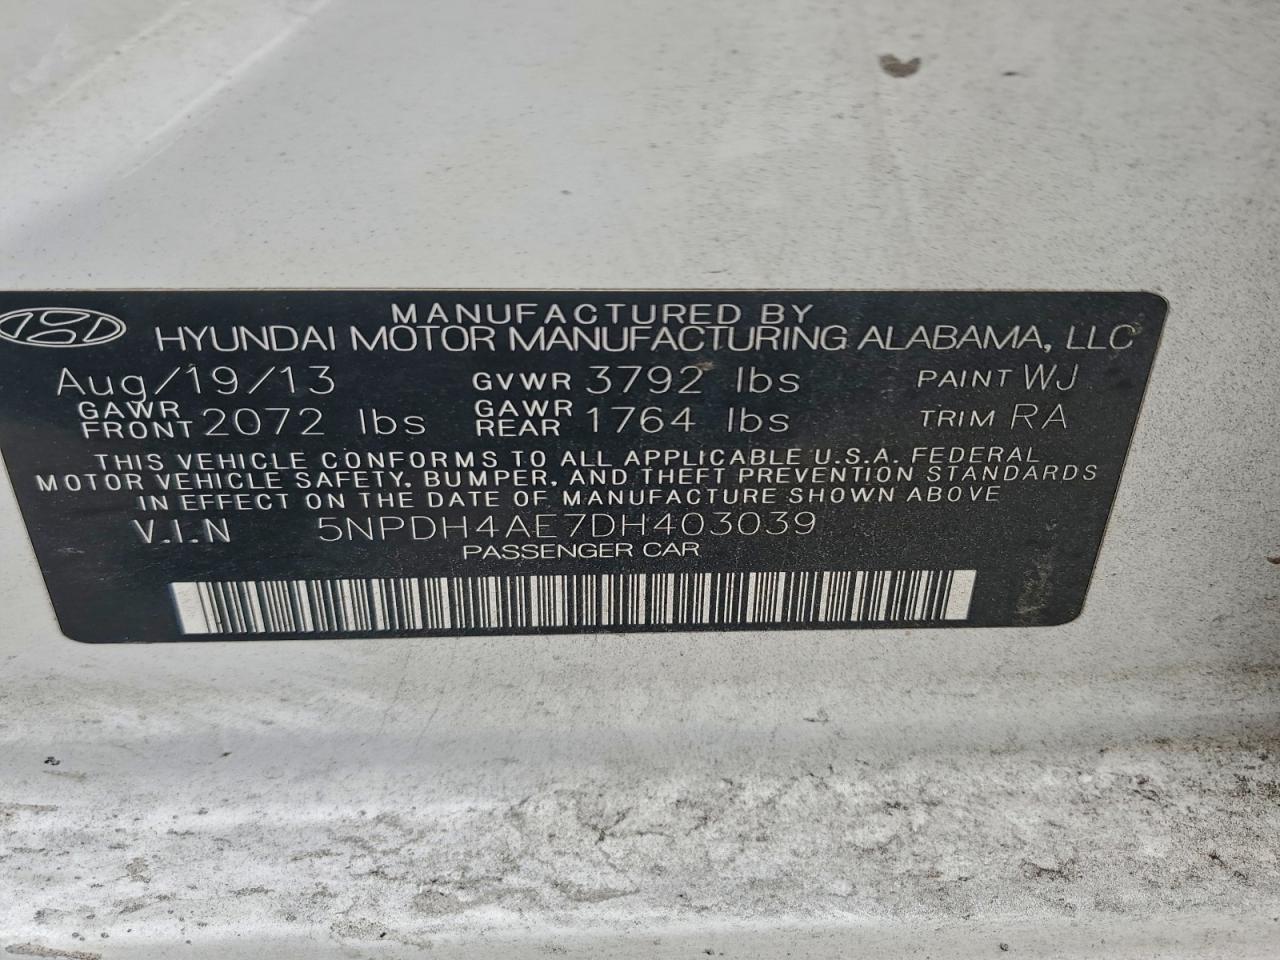 MANUFACTURED BY
HYUNDAI MOTOR MANUFACTURING ALABAMA, LLC
Aug/19/13 GVWR 3792 lbs PAINT WJ
GAWR FRONT 2072 lbs GAWR REAR 1764 lbs TRIM RA
THIS VEHICLE CONFORMS TO ALL APPLICABLE U.S.A. FEDERAL
MOTOR VEHICLE SAFETY, BUMPER, AND THEFT PREVENTION STANDARDS
IN EFFECT ON THE DATE OF MANUFACTURE SHOWN ABOVE
V.I.N 5NPDH4AE7DH403039
PASSENGER CAR